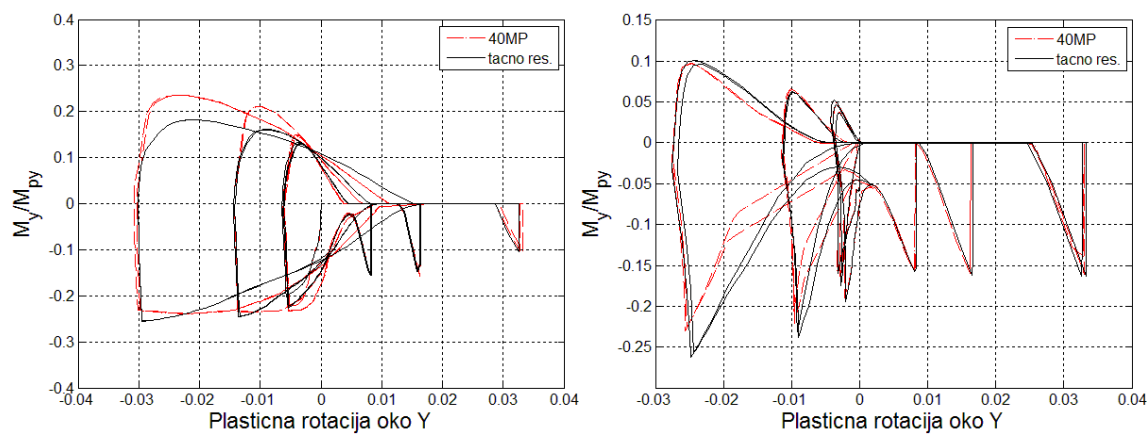 0.4
0.3
0.2
0.1
0
-0.1
-0.2
-0.3
-0.4
M_y/M_py
-0.04 -0.03 -0.02 -0.01 0 0.01 0.02 0.03 0.04
Plasticna rotacija oko Y
40MP
tacno res.
0.15
0.1
0.05
0
-0.05
-0.1
-0.15
-0.2
-0.25
M_y/M_py
-0.03 -0.02 -0.01 0 0.01 0.02 0.03 0.04
Plasticna rotacija oko Y
40MP
tacno res.